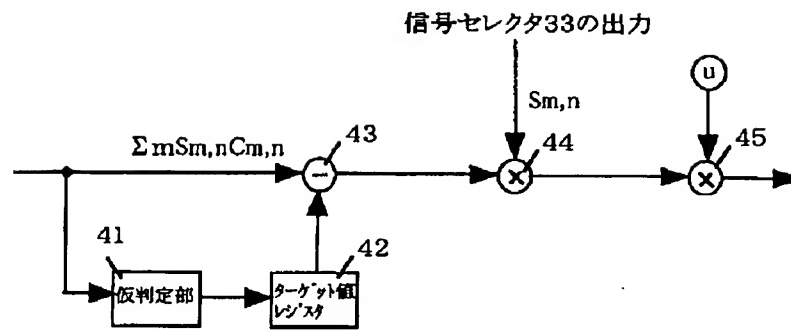 信号セレクタ33の出力
u
Sm,n
ΣmSm,nCm,n
43
44
45
41
42
仮判定部
ターゲット値
レジスタ